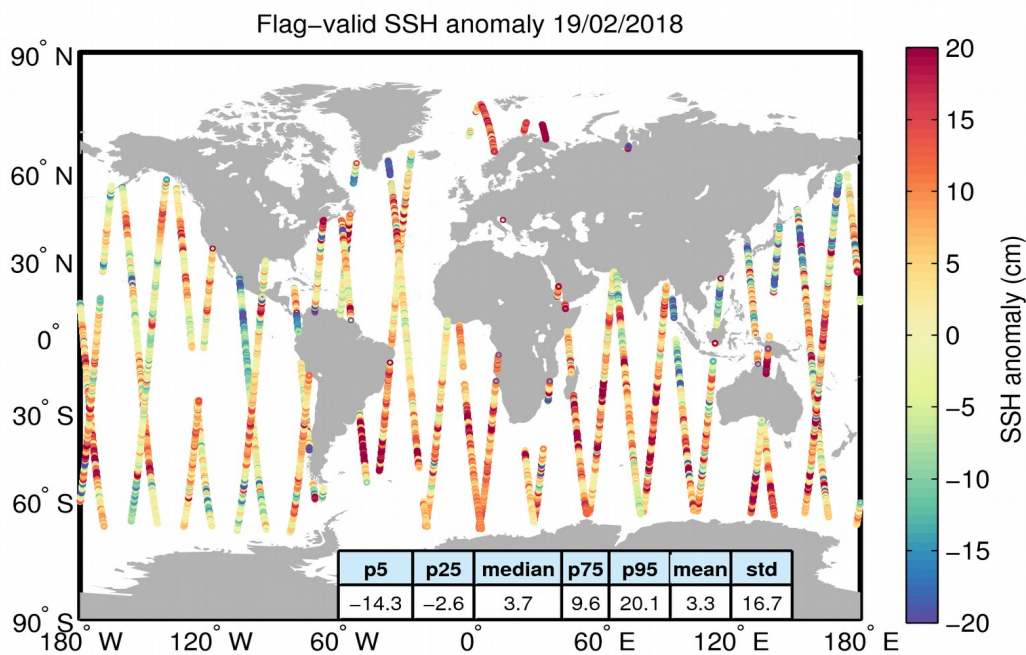 Flag−valid SSH anomaly 19/02/2018
90° N
60° N
30° N
0°
30° S
60° S
90° S
180° W
120° W
60° W
0°
60° E
120° E
180° E
p5 p25 median p75 p95 mean std
−14.3 −2.6 3.7 9.6 20.1 3.3 16.7
20
15
10
5
0
−5
−10
−15
−20
SSH anomaly (cm)